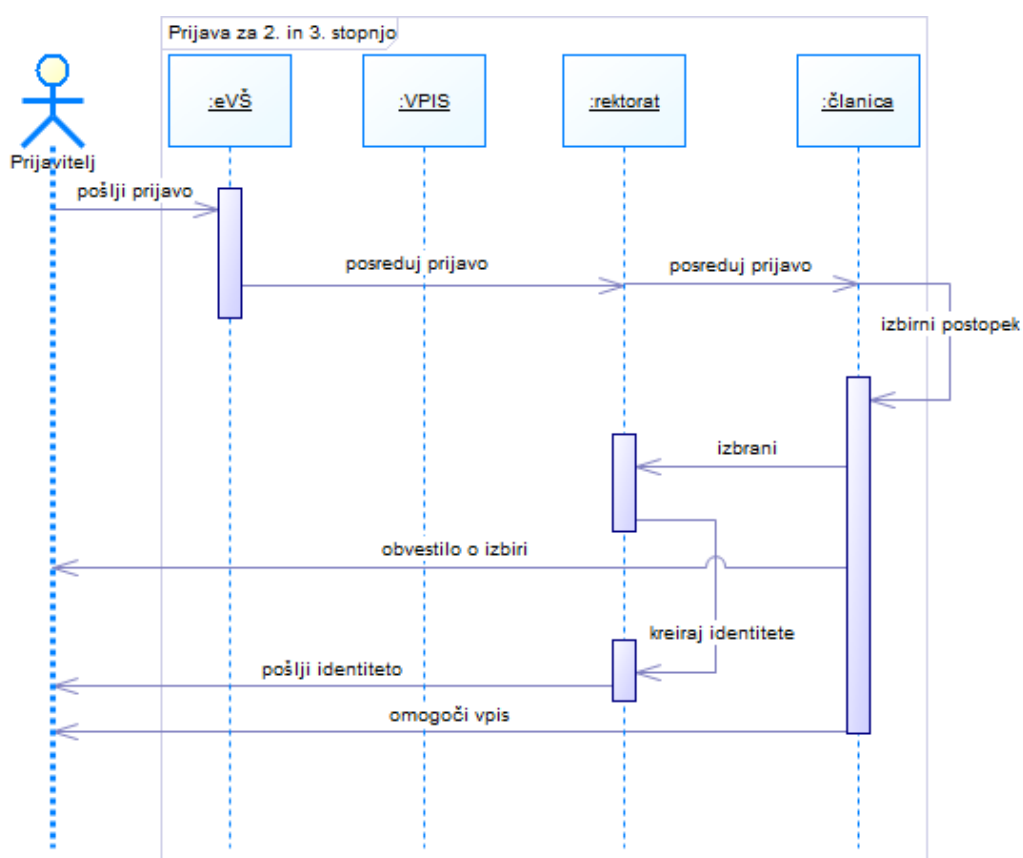 Prijava za 2. in 3. stopnjo
:eVŠ
:VPIS
:rektorat
:članica
Prijavitelj
pošlji prijavo
posreduj prijavo
posreduj prijavo
izbirni postopek
izbrani
obvestilo o izbiri
kreiraj identitete
pošlji identiteto
omogoči vpis